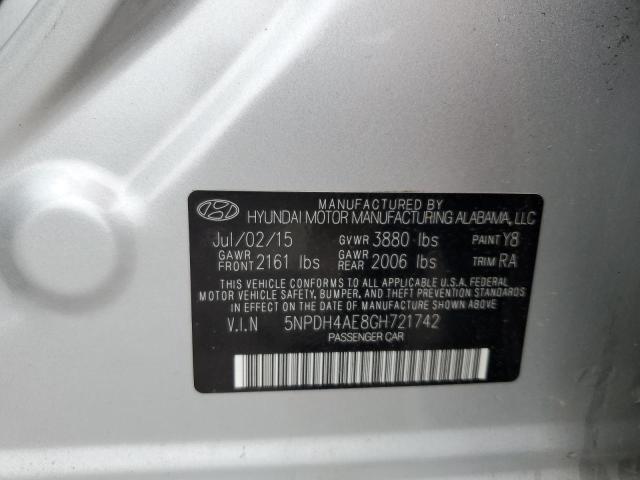 MANUFACTURED BY
HYUNDAI MOTOR MANUFACTURING ALABAMA, LLC
Jul/02/15 GVWR 3880 lbs PAINT Y8
GAWR FRONT 2161 lbs GAWR REAR 2006 lbs TRIM RA
THIS VEHICLE CONFORMS TO ALL APPLICABLE U.S.A. FEDERAL
MOTOR VEHICLE SAFETY, BUMPER, AND THEFT PREVENTION
STANDARDS IN EFFECT ON THE DATE OF MANUFACTURE SHOWN ABOVE
V.I.N 5NPDH4AE8GH721742
PASSENGER CAR